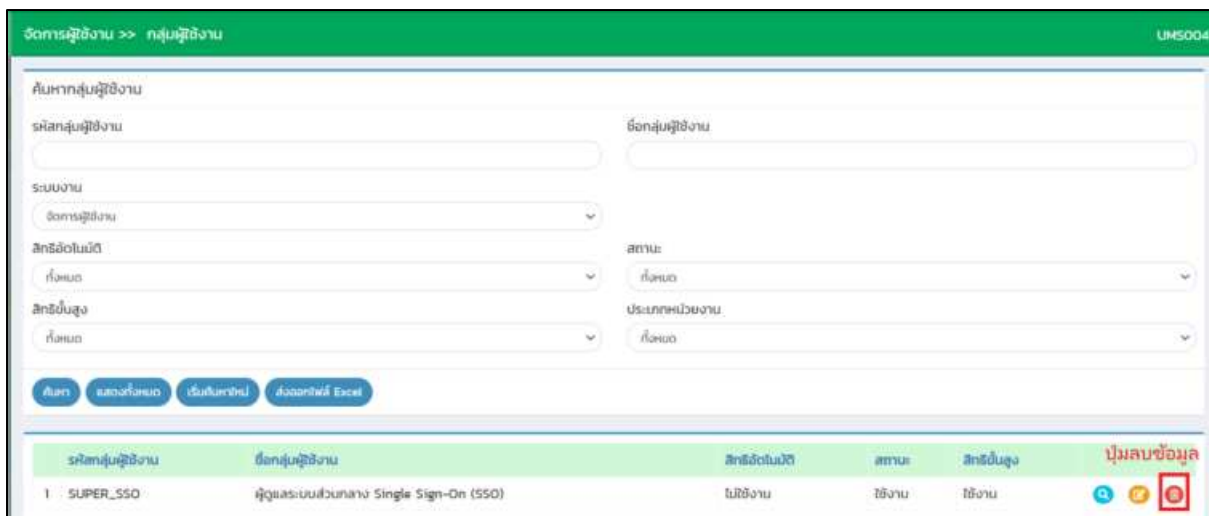 จัดการผู้ใช้งาน >> กลุ่มผู้ใช้งาน UMS004
ค้นหากลุ่มผู้ใช้งาน
รหัสกลุ่มผู้ใช้งาน ชื่อกลุ่มผู้ใช้งาน
ระบบงาน
จัดการผู้ใช้งาน
สิทธิอัตโนมัติ สถานะ
ทั้งหมด ทั้งหมด
สิทธิขั้นสูง ประเภทหน่วยงาน
ทั้งหมด ทั้งหมด
ค้นหา แสดงทั้งหมด เริ่มค้นหาใหม่ ส่งออกไฟล์ Excel
รหัสกลุ่มผู้ใช้งาน ชื่อกลุ่มผู้ใช้งาน สิทธิอัตโนมัติ สถานะ สิทธิขั้นสูง ปุ่มลบข้อมูล
1 SUPER_SSO ผู้ดูแลระบบส่วนกลาง Single Sign-On (SSO) ไม่ใช้งาน ใช้งาน ใช้งาน